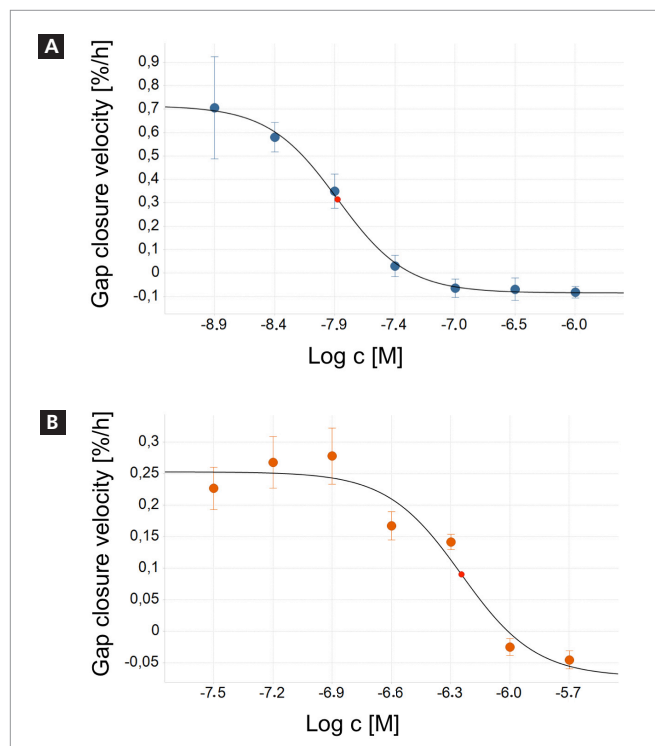 A
Gap closure velocity [%/h]
0,9
0,8
0,7
0,6
0,5
0,4
0,3
0,2
0,1
0
-0,1
-8.9 -8.4 -7.9 -7.4 -7.0 -6.5 -6.0
Log c [M]
B
Gap closure velocity [%/h]
0,3
0,25
0,2
0,15
0,1
0,05
0
-0,05
-7.5 -7.2 -6.9 -6.6 -6.3 -6.0 -5.7
Log c [M]